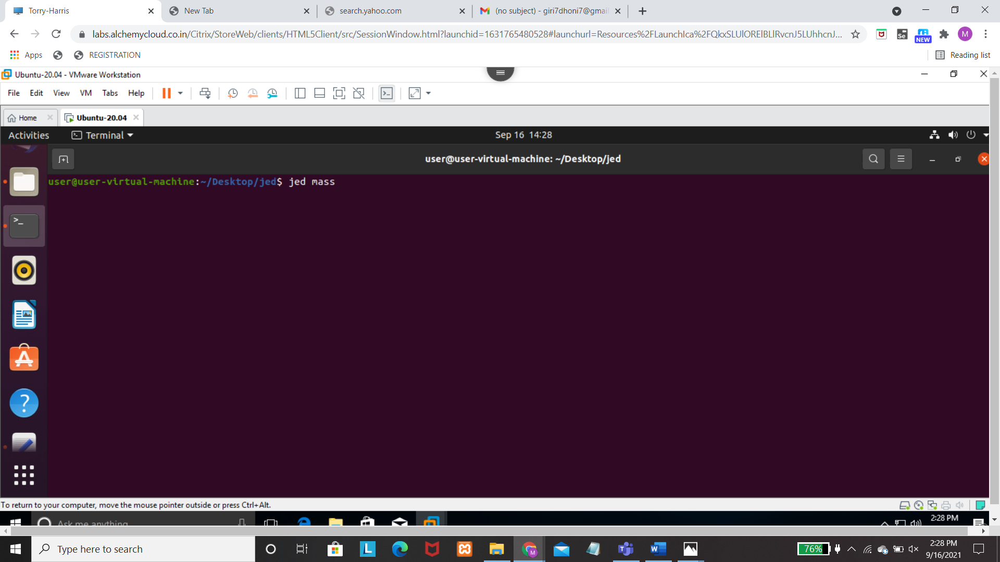 Torry-Harris
New Tab
search.yahoo.com
(no subject) - giri7dhoni7@gmail
labs.alchemycloud.co.in/Citrix/StoreWeb/clients/HTML5Client/src/SessionWindow.html?launchid=1631765480528#launchurl=Resources%2FLaunchIca%2FQkxSLUlORElBLlRvcnJ5LUhhcnJ...
Se
NEW
M
Apps
REGISTRATION
Reading list
Ubuntu-20.04 - VMware Workstation
File Edit View VM Tabs Help
Home
Ubuntu-20.04
Activities
Terminal
Sep 16 14:28
user@user-virtual-machine: ~/Desktop/jed
user@user-virtual-machine:~/Desktop/jed$ jed mass
To return to your computer, move the mouse pointer outside or press Ctrl+Alt.
Ask me anything
2:28 PM
Type here to search
L
M
76%
2:28 PM
9/16/2021